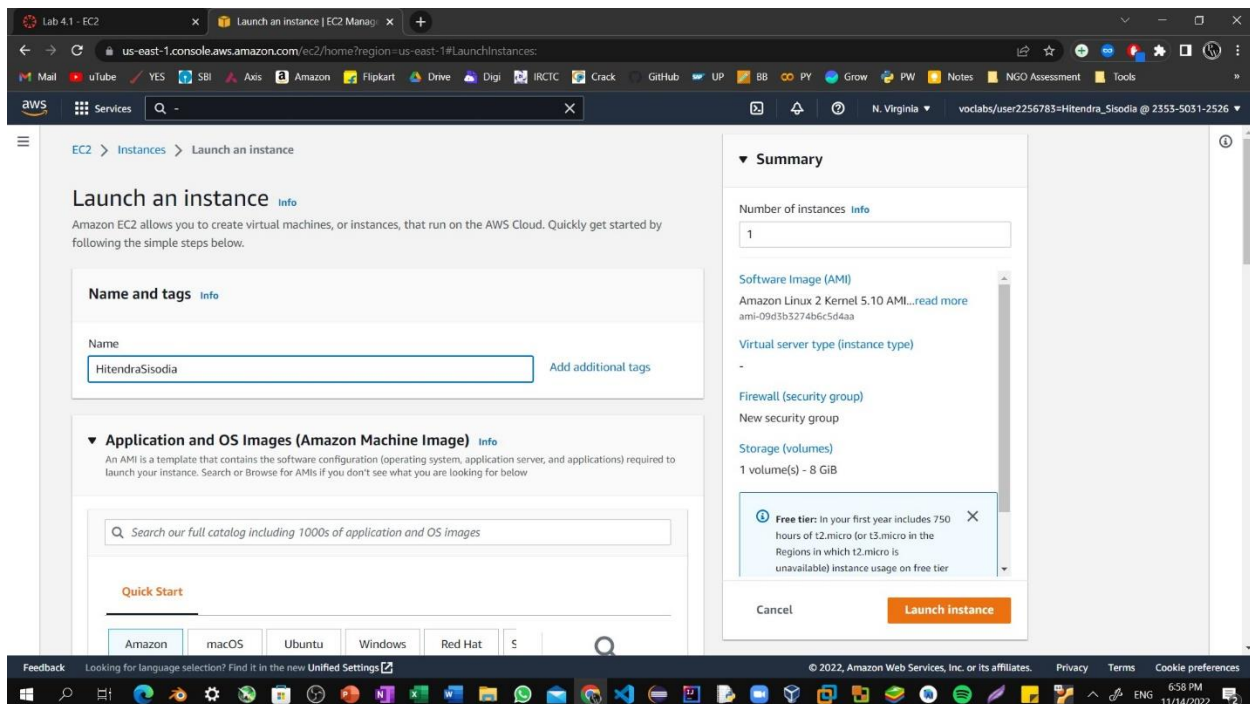 Lab 4.1 - EC2
Launch an instance | EC2 Manag
us-east-1.console.aws.amazon.com/ec2/home?region=us-east-1#LaunchInstances:
Mail uTube YES SBI Axis Amazon Flipkart Drive Digi IRCTC Crack GitHub UP BB PY Grow PW Notes NGO Assessment Tools »
aws Services - N. Virginia ▼ voclabs/user2256783=Hitendra_Sisodia @ 2353-5031-2526 ▼
EC2 > Instances > Launch an instance
Launch an instance Info
Amazon EC2 allows you to create virtual machines, or instances, that run on the AWS Cloud. Quickly get started by
following the simple steps below.
Name and tags Info
Name
HitendraSisodia
Add additional tags
▼ Application and OS Images (Amazon Machine Image) Info
An AMI is a template that contains the software configuration (operating system, application server, and applications) required to
launch your instance. Search or Browse for AMIs if you don't see what you are looking for below
Search our full catalog including 1000s of application and OS images
Quick Start
Amazon macOS Ubuntu Windows Red Hat S
▼ Summary
Number of instances Info
1
Software Image (AMI)
Amazon Linux 2 Kernel 5.10 AMI...read more
ami-09d3b3274b6c5d4aa
Virtual server type (instance type)
-
Firewall (security group)
New security group
Storage (volumes)
1 volume(s) - 8 GiB
Free tier: In your first year includes 750
hours of t2.micro (or t3.micro in the
Regions in which t2.micro is
unavailable) instance usage on free tier
Cancel
Launch instance
Feedback Looking for language selection? Find it in the new Unified Settings © 2022, Amazon Web Services, Inc. or its affiliates. Privacy Terms Cookie preferences
ENG
6:58 PM
11/14/2022